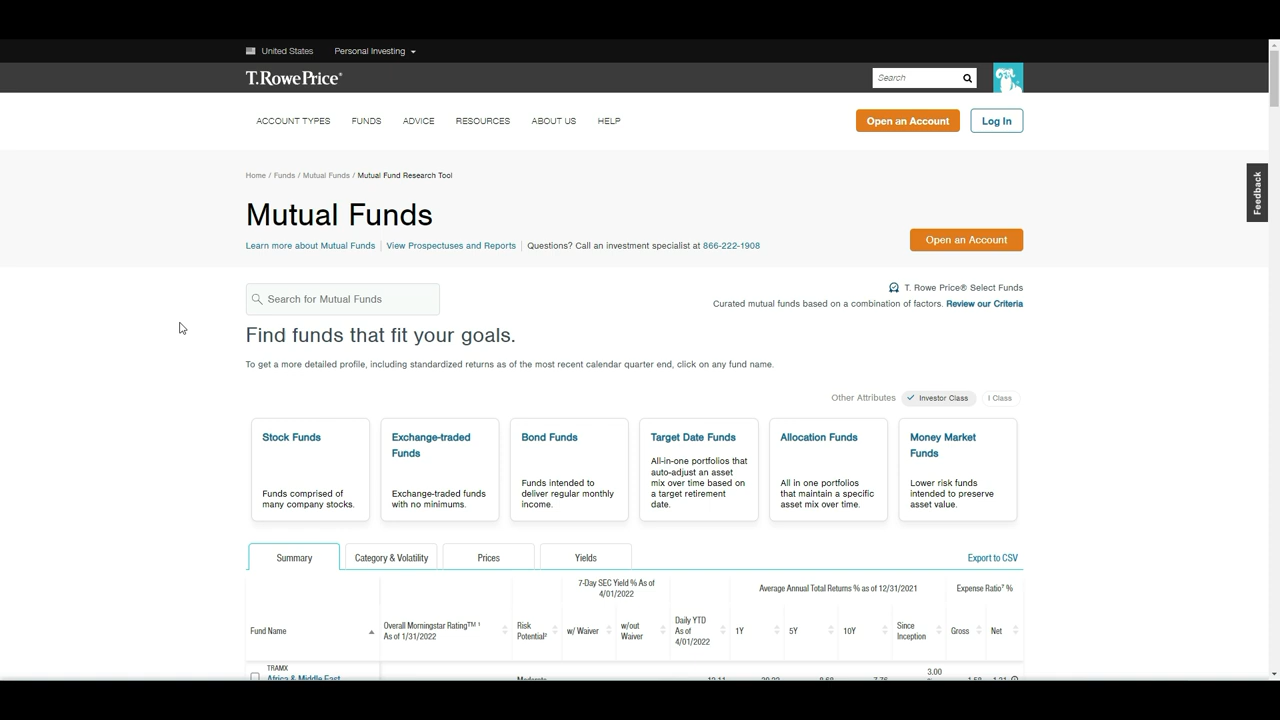 United States Personal Investing
T.RowePrice®
Search
ACCOUNT TYPES FUNDS ADVICE RESOURCES ABOUT US HELP
Open an Account Log In
Feedback
Home / Funds / Mutual Funds / Mutual Fund Research Tool
Mutual Funds
Learn more about Mutual Funds | View Prospectuses and Reports | Questions? Call an investment specialist at 866-222-1908
Open an Account
Search for Mutual Funds
T. Rowe Price® Select Funds
Curated mutual funds based on a combination of factors. Review our Criteria
Find funds that fit your goals.
To get a more detailed profile, including standardized returns as of the most recent calendar quarter end, click on any fund name.
Other Attributes Investor Class I Class
Stock Funds
Funds comprised of
many company stocks.
Exchange-traded
Funds
Exchange-traded funds
with no minimums.
Bond Funds
Funds intended to
deliver regular monthly
income.
Target Date Funds
All-in-one portfolios that
auto-adjust an asset
mix over time based on
a target retirement
date.
Allocation Funds
All in one portfolios
that maintain a specific
asset mix over time.
Money Market
Funds
Lower risk funds
intended to preserve
asset value.
Summary Category & Volatility Prices Yields Export to CSV
7-Day SEC Yield % As of
4/01/2022
Average Annual Total Returns % as of 12/31/2021
Expense Ratio⁷ %
Fund Name
Overall Morningstar Rating™ ¹
As of 1/31/2022
Risk
Potential²
w/ Waiver
w/out
Waiver
Daily YTD
As of
4/01/2022
1Y
5Y
10Y
Since
Inception
Gross
Net
TRAMX
Africa & Middle East
Moderate
3.00